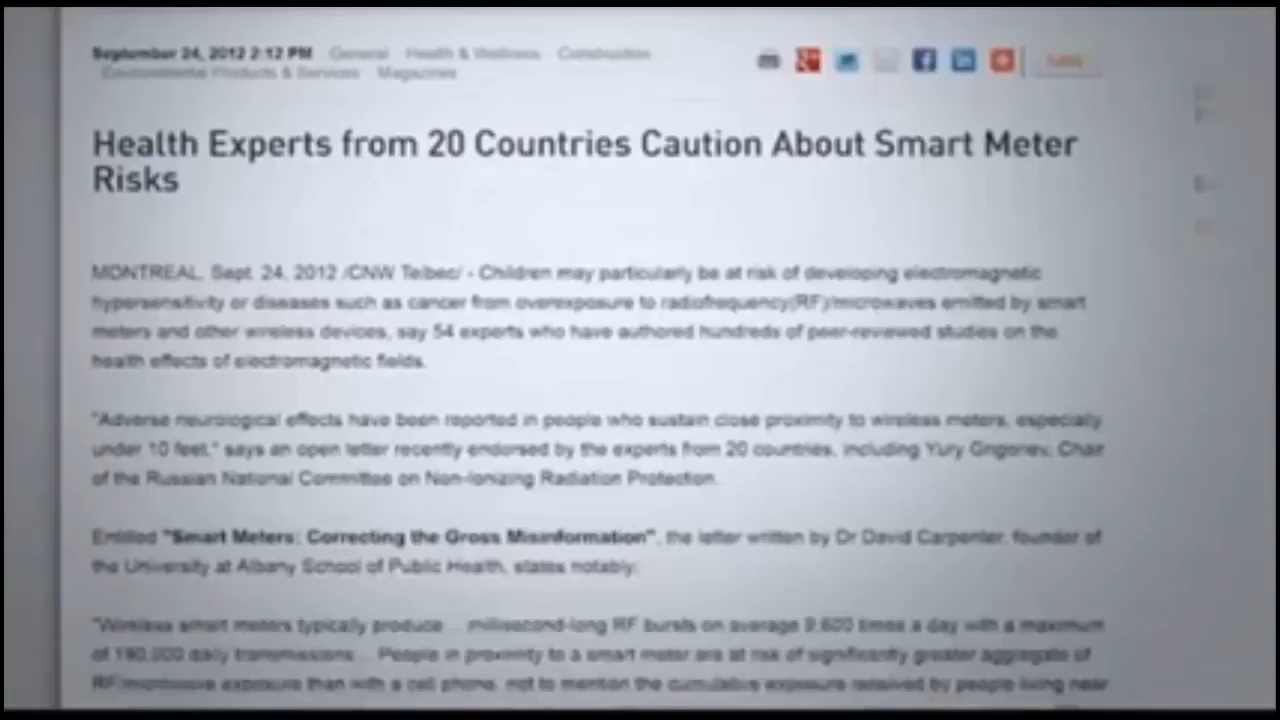 September 24, 2012 2:12 PM General Health & Wellness Construction
Environmental Products & Services Magazines
Health Experts from 20 Countries Caution About Smart Meter
Risks
MONTREAL, Sept. 24, 2012 /CNW Telbec/ - Children may particularly be at risk of developing electromagnetic
hypersensitivity or diseases such as cancer from overexposure to radiofrequency(RF)/microwaves emitted by smart
meters and other wireless devices, say 54 experts who have authored hundreds of peer-reviewed studies on the
health effects of electromagnetic fields.
"Adverse neurological effects have been reported in people who sustain close proximity to wireless meters, especially
under 10 feet," says an open letter recently endorsed by the experts from 20 countries, including Yury Grigoriev, Chair
of the Russian National Committee on Non-Ionizing Radiation Protection.
Entitled "Smart Meters: Correcting the Gross Misinformation", the letter written by Dr David Carpenter, founder of
the University at Albany School of Public Health, states notably:
"Wireless smart meters typically produce... millisecond-long RF bursts on average 9,600 times a day with a maximum
of 190,000 daily transmissions... People in proximity to a smart meter are at risk of significantly greater aggregate of
RF/microwave exposure than with a cell phone, not to mention the cumulative exposure received by people living near